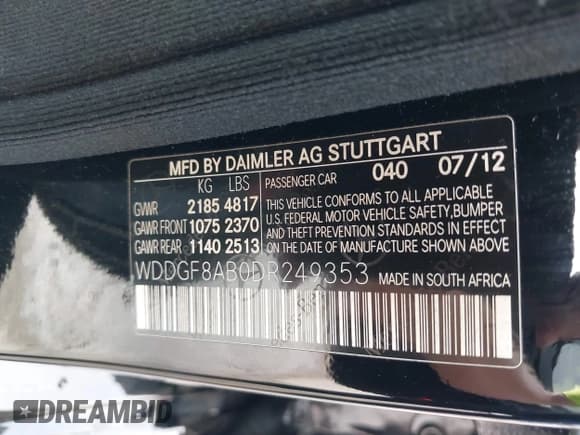 MFD BY DAIMLER AG STUTTGART
KG LBS PASSENGER CAR 040 07/12
GVWR 2185 4817
GAWR FRONT 1075 2370
GAWR REAR 1140 2513
THIS VEHICLE CONFORMS TO ALL APPLICABLE
U.S. FEDERAL MOTOR VEHICLE SAFETY, BUMPER
AND THEFT PREVENTION STANDARDS IN EFFECT
ON THE DATE OF MANUFACTURE SHOWN ABOVE
WDDGF8AB0DR249353 MADE IN SOUTH AFRICA
DREAMBID